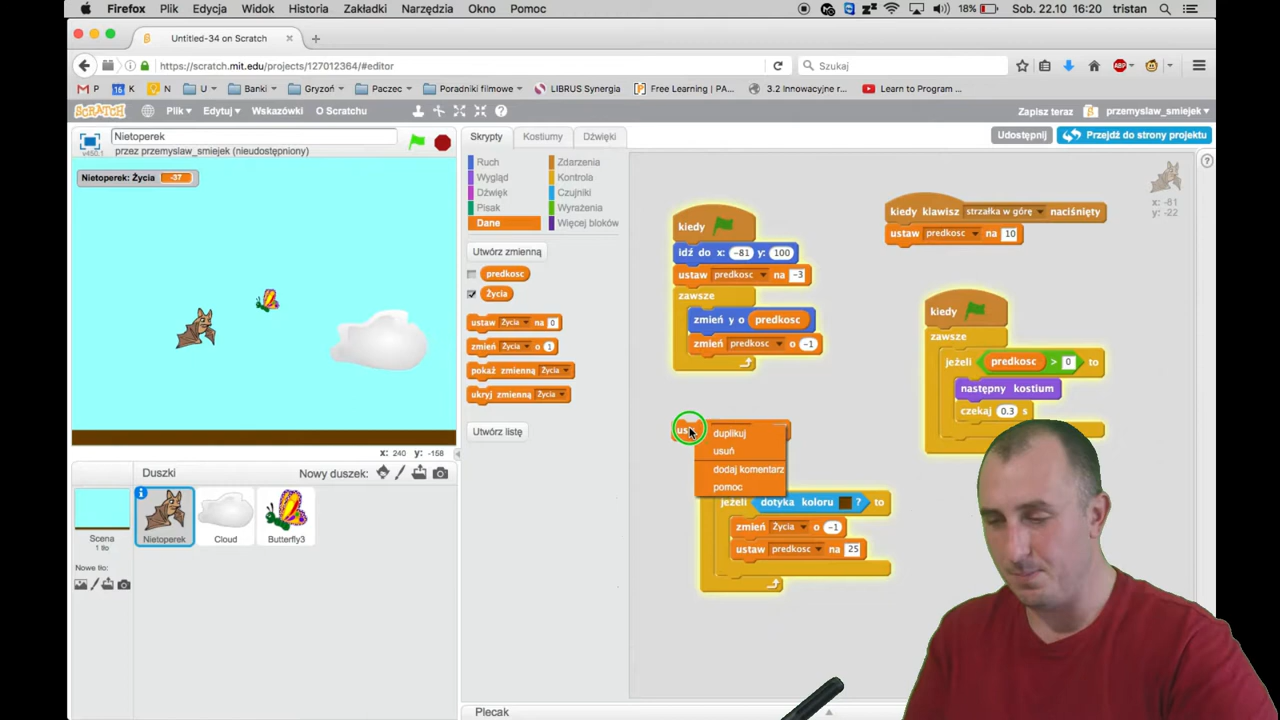 Firefox Plik Edycja Widok Historia Zakładki Narzędzia Okno Pomoc 18% Sob. 22.10 16:20 tristan
Untitled-34 on Scratch
https://scratch.mit.edu/projects/127012364/#editor Szukaj
M P 16 K N U Banki Gryzoń Paczec Poradniki filmowe LIBRUS Synergia Free Learning | PA... 3.2 Innowacyjne r... Learn to Program ...
SCRATCH Plik Edytuj Wskazówki O Scratchu Zapisz teraz przemyslaw_smiejek
v450.1 Nietoperek
przez przemyslaw_smiejek (nieudostępniony)
Skrypty Kostiumy Dźwięki Udostępnij Przejdź do strony projektu
Nietoperek: Życia -37
Ruch Zdarzenia
Wygląd Kontrola
Dźwięk Czujniki
Pisak Wyrażenia
Dane Więcej bloków
Utwórz zmienną
predkosc
Życia
ustaw Życia na 0
zmień Życia o 1
pokaż zmienną Życia
ukryj zmienną Życia
Utwórz listę
x: -81
y: -22
kiedy
idź do x: -81 y: 100
ustaw predkosc na -3
zawsze
zmień y o predkosc
zmień predkosc o -1
kiedy klawisz strzałka w górę naciśnięty
ustaw predkosc na 10
kiedy
zawsze
jeżeli predkosc > 0 to
następny kostium
czekaj 0.3 s
duplikuj
usuń
dodaj komentarz
pomoc
jeżeli dotyka koloru ? to
zmień Życia o -1
ustaw predkosc na 25
x: 240 y: -158
Duszki Nowy duszek:
Scena
1 tło
Nietoperek Cloud Butterfly3
Nowe tło:
Plecak